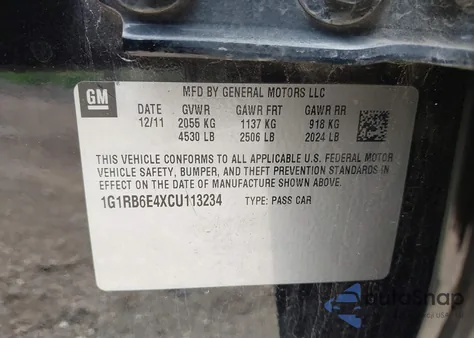 GM
MFD BY GENERAL MOTORS LLC
DATE GVWR GAWR FRT GAWR RR
12/11 2055 KG 1137 KG 918 KG
4530 LB 2506 LB 2024 LB
THIS VEHICLE CONFORMS TO ALL APPLICABLE U.S. FEDERAL MOTOR
VEHICLE SAFETY, BUMPER, AND THEFT PREVENTION STANDARDS
IN EFFECT ON THE DATE OF MANUFACTURE SHOWN ABOVE.
1G1RB6E4XCU113234 TYPE: PASS CAR
AutoSnap